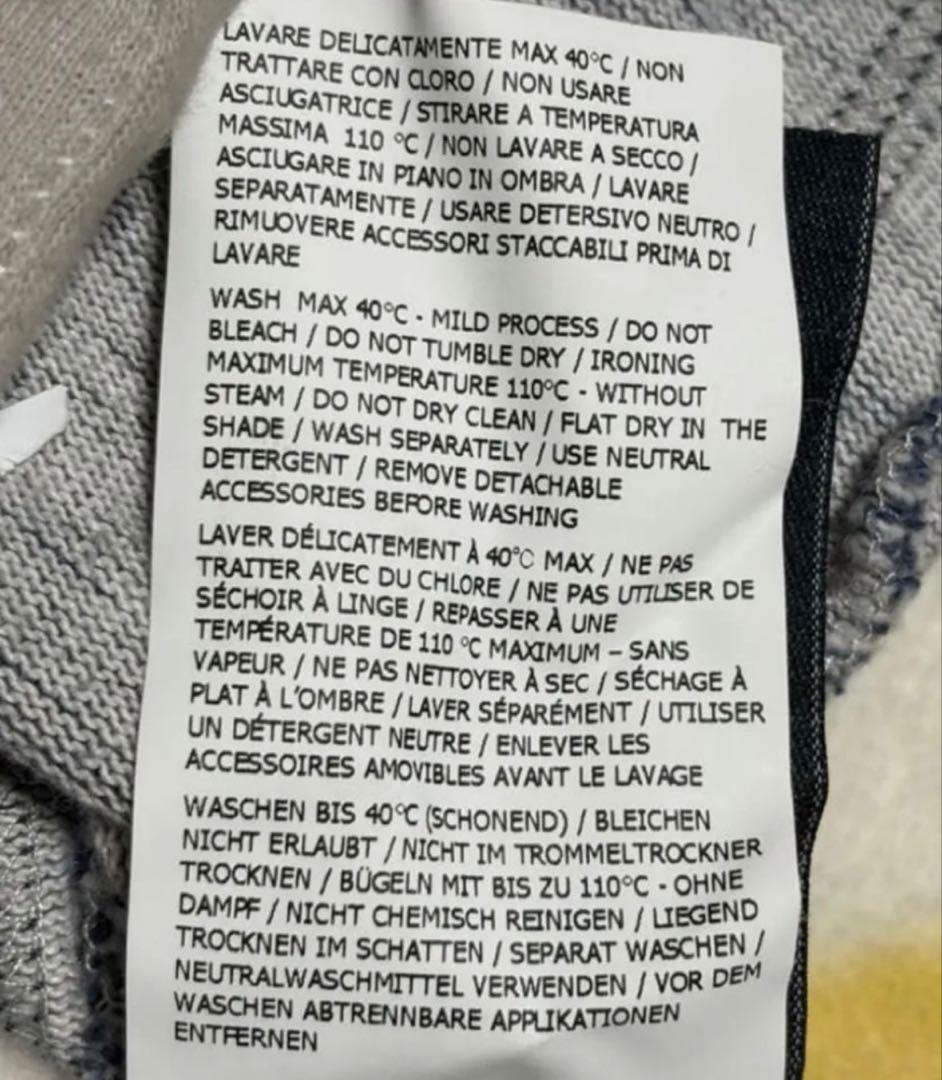 LAVARE DELICATAMENTE MAX 40°C / NON
TRATTARE CON CLORO / NON USARE
ASCIUGATRICE / STIRARE A TEMPERATURA
MASSIMA 110 °C / NON LAVARE A SECCO /
ASCIUGARE IN PIANO IN OMBRA / LAVARE
SEPARATAMENTE / USARE DETERSIVO NEUTRO /
RIMUOVERE ACCESSORI STACCABILI PRIMA DI
LAVARE
WASH MAX 40°C - MILD PROCESS / DO NOT
BLEACH / DO NOT TUMBLE DRY / IRONING
MAXIMUM TEMPERATURE 110°C - WITHOUT
STEAM / DO NOT DRY CLEAN / FLAT DRY IN THE
SHADE / WASH SEPARATELY / USE NEUTRAL
DETERGENT / REMOVE DETACHABLE
ACCESSORIES BEFORE WASHING
LAVER DÉLICATEMENT À 40°C MAX / NE PAS
TRAITER AVEC DU CHLORE / NE PAS UTILISER DE
SÉCHOIR À LINGE / REPASSER À UNE
TEMPÉRATURE DE 110 °C MAXIMUM – SANS
VAPEUR / NE PAS NETTOYER À SEC / SÉCHAGE À
PLAT À L'OMBRE / LAVER SÉPARÉMENT / UTILISER
UN DÉTERGENT NEUTRE / ENLEVER LES
ACCESSOIRES AMOVIBLES AVANT LE LAVAGE
WASCHEN BIS 40°C (SCHONEND) / BLEICHEN
NICHT ERLAUBT / NICHT IM TROMMELTROCKNER
TROCKNEN / BÜGELN MIT BIS ZU 110°C - OHNE
DAMPF / NICHT CHEMISCH REINIGEN / LIEGEND
TROCKNEN IM SCHATTEN / SEPARAT WASCHEN /
NEUTRALWASCHMITTEL VERWENDEN / VOR DEM
WASCHEN ABTRENNBARE APPLIKATIONEN
ENTFERNEN